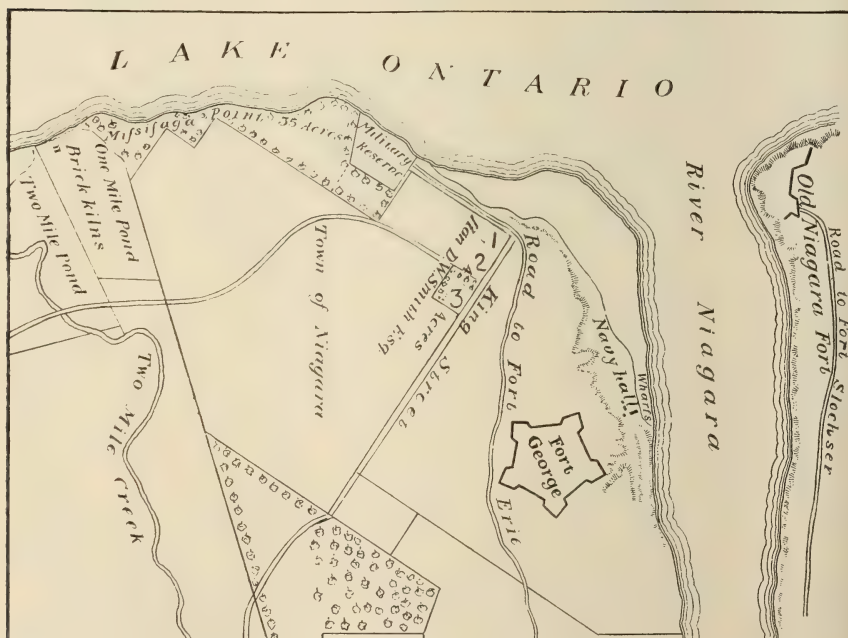 LAKE ONTARIO
Missisaga Point 35 Acres
Military
Reserve
One Mile Pond
Brick kilns
Two Mile Pond
Two Mile Creek
Town of Niagara
1
2
3
4 Acres
Hon D W Smith Esq
King Street
Road to Fort Erie
Navy halls
Wharfs
Fort
George
River Niagara
Old Niagara Fort
Road to Fort Slochser